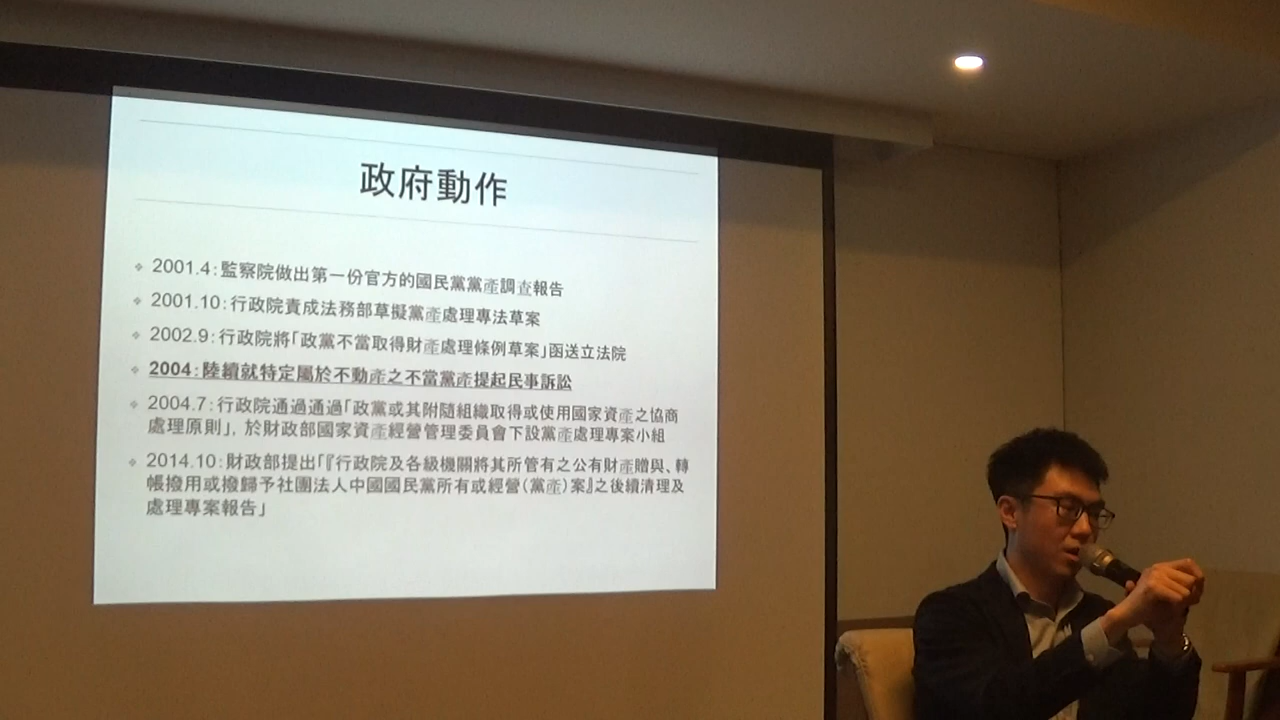 政府動作
2001.4：監察院做出第一份官方的國民黨黨產調查報告
2001.10：行政院責成法務部草擬黨產處理專法草案
2002.9：行政院將「政黨不當取得財產處理條例草案」函送立法院
2004：陸續就特定屬於不動產之不當黨產提起民事訴訟
2004.7：行政院通過通過「政黨或其附隨組織取得或使用國家資產之協商
處理原則」，於財政部國家資產經營管理委員會下設黨產處理專案小組
2014.10：財政部提出「『行政院及各級機關將其所管有之公有財產贈與、轉
帳撥用或撥歸予社團法人中國國民黨所有或經營（黨產）案』之後續清理及
處理專案報告」